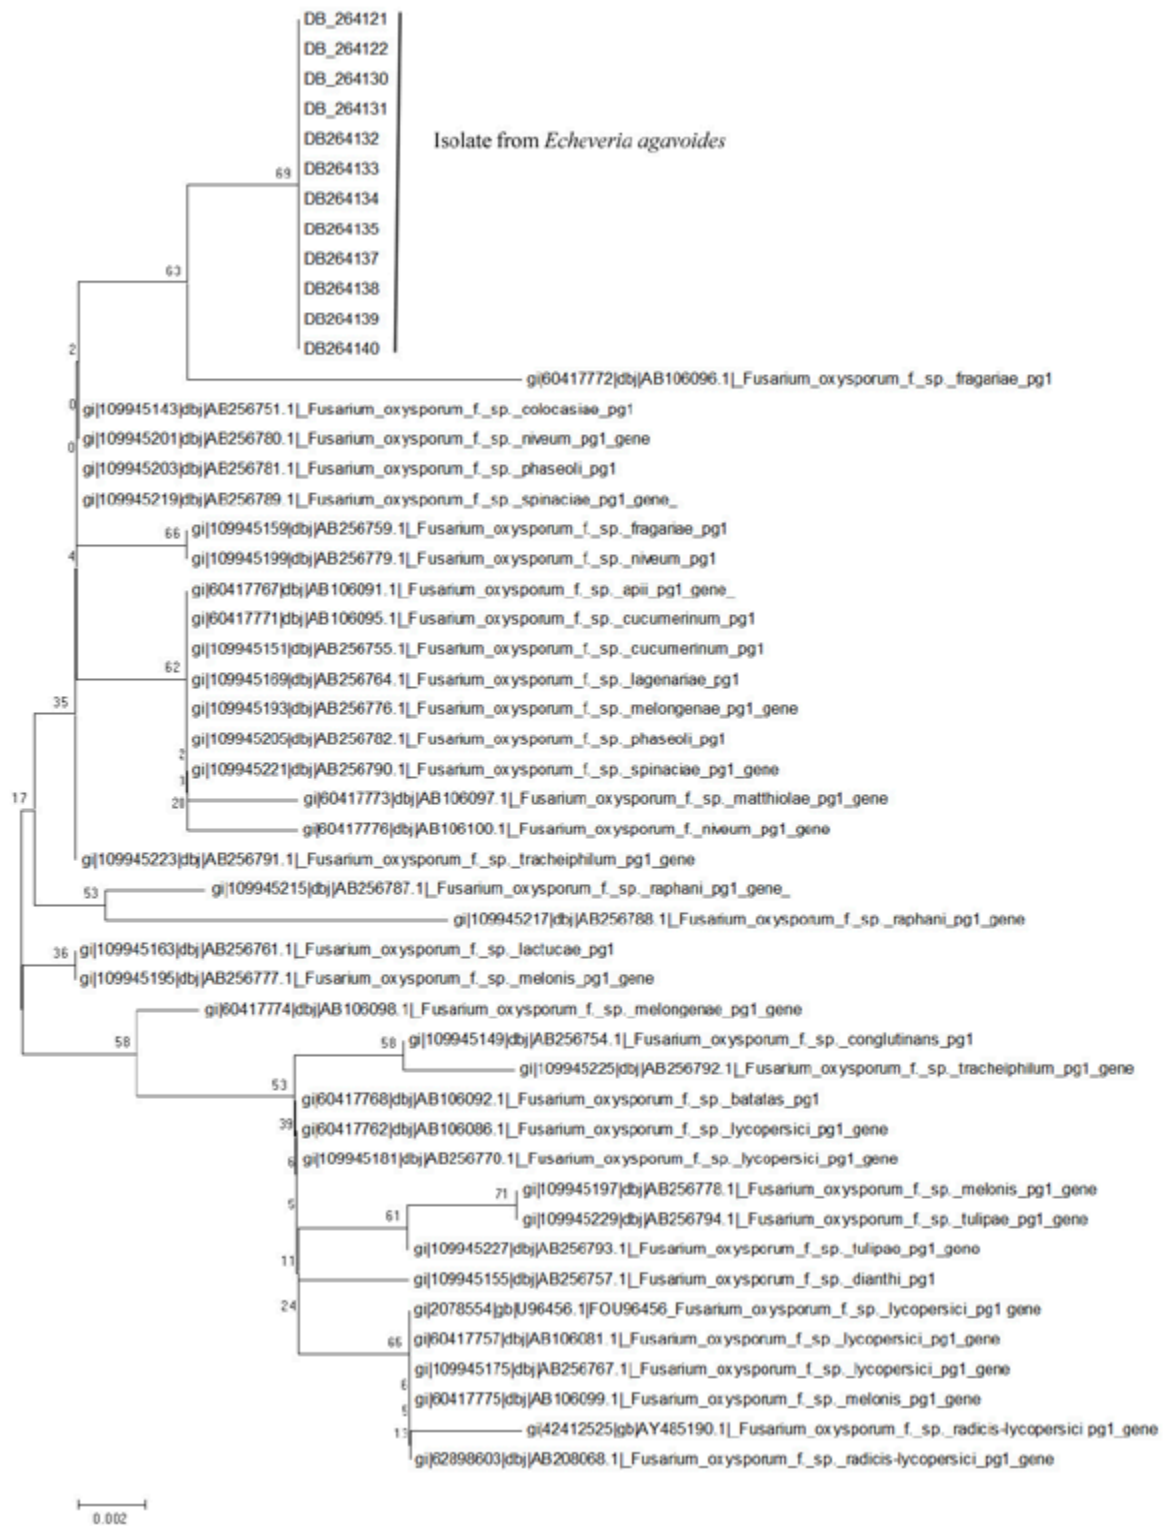 DB_264121
DB_264122
DB_264130
DB_264131
DB264132
Isolate from Echeveria agavoides
DB264133
69
DB264134
DB264135
DB264137
63
DB264138
DB264139
DB264140
2
gi|60417772|dbj|AB106096.1|_Fusarium_oxysporum_f._sp._fragariae_pg1
0
gi|109945143|dbj|AB256751.1|_Fusarium_oxysporum_f._sp._colocasiae_pg1
gi|109945201|dbj|AB256780.1|_Fusarium_oxysporum_f._sp._niveum_pg1_gene
0
gi|109945203|dbj|AB256781.1|_Fusarium_oxysporum_f._sp._phaseoli_pg1
gi|109945219|dbj|AB256789.1|_Fusarium_oxysporum_f._sp._spinaciae_pg1_gene_
66
gi|109945159|dbj|AB256759.1|_Fusarium_oxysporum_f._sp._fragariae_pg1
4
gi|109945199|dbj|AB256779.1|_Fusarium_oxysporum_f._sp._niveum_pg1
gi|60417767|dbj|AB106091.1|_Fusarium_oxysporum_f._sp._apii_pg1_gene_
gi|60417771|dbj|AB106095.1|_Fusarium_oxysporum_f._sp._cucumerinum_pg1
gi|109945151|dbj|AB256755.1|_Fusarium_oxysporum_f._sp._cucumerinum_pg1
62
gi|109945169|dbj|AB256764.1|_Fusarium_oxysporum_f._sp._lagenariae_pg1
35
gi|109945193|dbj|AB256776.1|_Fusarium_oxysporum_f._sp._melongenae_pg1_gene
gi|109945205|dbj|AB256782.1|_Fusarium_oxysporum_f._sp._phaseoli_pg1
2
gi|109945221|dbj|AB256790.1|_Fusarium_oxysporum_f._sp._spinaciae_pg1_gene
17
28
gi|60417773|dbj|AB106097.1|_Fusarium_oxysporum_f._sp._matthiolae_pg1_gene
gi|60417776|dbj|AB106100.1|_Fusarium_oxysporum_f._niveum_pg1_gene
gi|109945223|dbj|AB256791.1|_Fusarium_oxysporum_f._sp._tracheiphilum_pg1_gene
53
gi|109945215|dbj|AB256787.1|_Fusarium_oxysporum_f._sp._raphani_pg1_gene_
gi|109945217|dbj|AB256788.1|_Fusarium_oxysporum_f._sp._raphani_pg1_gene
36
gi|109945163|dbj|AB256761.1|_Fusarium_oxysporum_f._sp._lactucae_pg1
gi|109945195|dbj|AB256777.1|_Fusarium_oxysporum_f._sp._melonis_pg1_gene
gi|60417774|dbj|AB106098.1|_Fusarium_oxysporum_f._sp._melongenae_pg1_gene
58
58
gi|109945149|dbj|AB256754.1|_Fusarium_oxysporum_f._sp._conglutinans_pg1
gi|109945225|dbj|AB256792.1|_Fusarium_oxysporum_f._sp._tracheiphilum_pg1_gene
53
gi|60417768|dbj|AB106092.1|_Fusarium_oxysporum_f._sp._batatas_pg1
39
gi|60417762|dbj|AB106086.1|_Fusarium_oxysporum_f._sp._lycopersici_pg1_gene
6
gi|109945181|dbj|AB256770.1|_Fusarium_oxysporum_f._sp._lycopersici_pg1_gene
71
gi|109945197|dbj|AB256778.1|_Fusarium_oxysporum_f._sp._melonis_pg1_gene
5
61
gi|109945229|dbj|AB256794.1|_Fusarium_oxysporum_f._sp._tulipae_pg1_gene
gi|109945227|dbj|AB256793.1|_Fusarium_oxysporum_f._sp._tulipae_pg1_gene
11
gi|109945155|dbj|AB256757.1|_Fusarium_oxysporum_f._sp._dianthi_pg1
24
gi|2078554|gb|U96456.1|FOU96456_Fusarium_oxysporum_f._sp._lycopersici_pg1 gene
66
gi|60417757|dbj|AB106081.1|_Fusarium_oxysporum_f._sp._lycopersici_pg1_gene
gi|109945175|dbj|AB256767.1|_Fusarium_oxysporum_f._sp._lycopersici_pg1_gene
6
gi|60417775|dbj|AB106099.1|_Fusarium_oxysporum_f._sp._melonis_pg1_gene
5
13
gi|42412525|gb|AY485190.1|_Fusarium_oxysporum_f._sp._radicis-lycopersici pg1_gene
gi|62898603|dbj|AB208068.1|_Fusarium_oxysporum_f._sp._radicis-lycopersici_pg1_gene
0.002